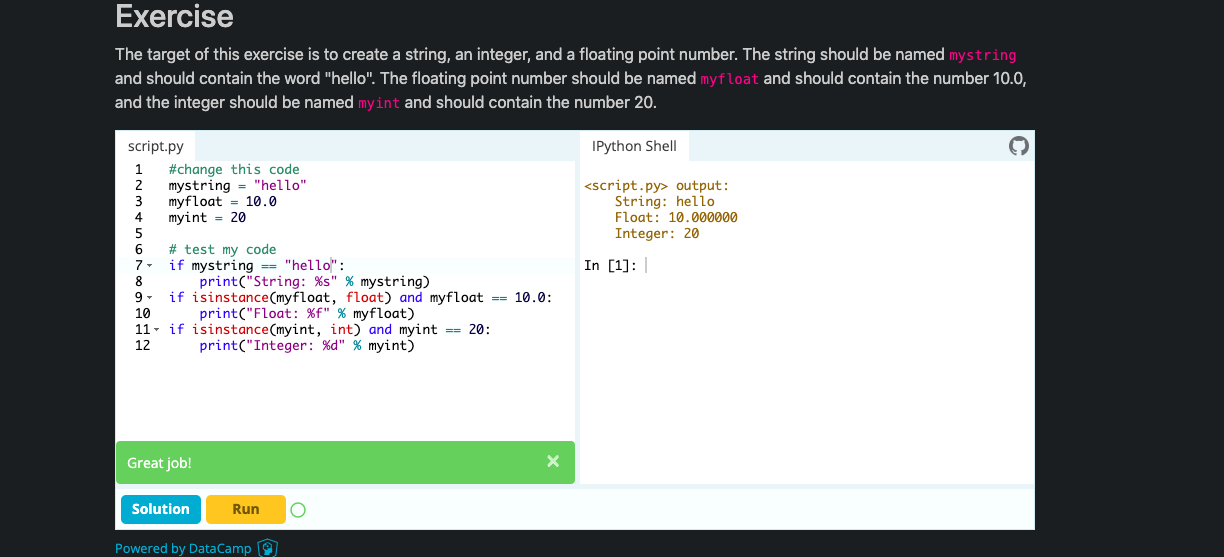 Exercise
The target of this exercise is to create a string, an integer, and a floating point number. The string should be named mystring
and should contain the word "hello". The floating point number should be named myfloat and should contain the number 10.0,
and the integer should be named myint and should contain the number 20.
script.py
1 #change this code
2 mystring = "hello"
3 myfloat = 10.0
4 myint = 20
5
6 # test my code
7 if mystring == "hello":
8     print("String: %s" % mystring)
9 if isinstance(myfloat, float) and myfloat == 10.0:
10     print("Float: %f" % myfloat)
11 if isinstance(myint, int) and myint == 20:
12     print("Integer: %d" % myint)
Great job!
Solution Run
IPython Shell
<script.py> output:
    String: hello
    Float: 10.000000
    Integer: 20
In [1]:
Powered by DataCamp